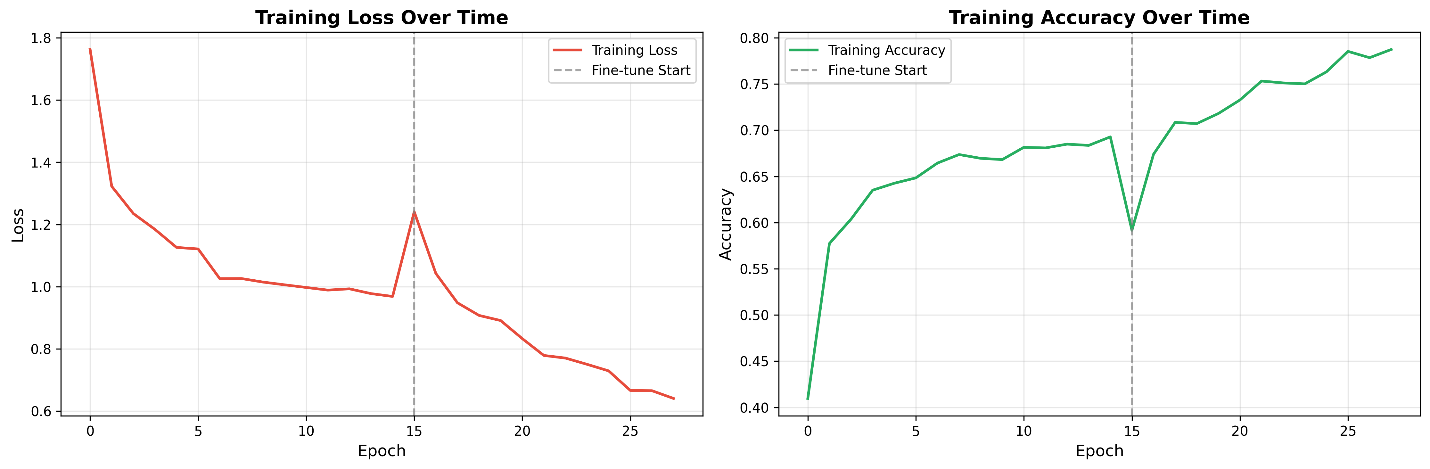 Training Loss Over Time
Training Loss
Fine-tune Start
1.8
1.6
1.4
1.2
1.0
0.8
0.6
Loss
0 5 10 15 20 25
Epoch
Training Accuracy Over Time
Training Accuracy
Fine-tune Start
0.80
0.75
0.70
0.65
0.60
0.55
0.50
0.45
0.40
Accuracy
0 5 10 15 20 25
Epoch